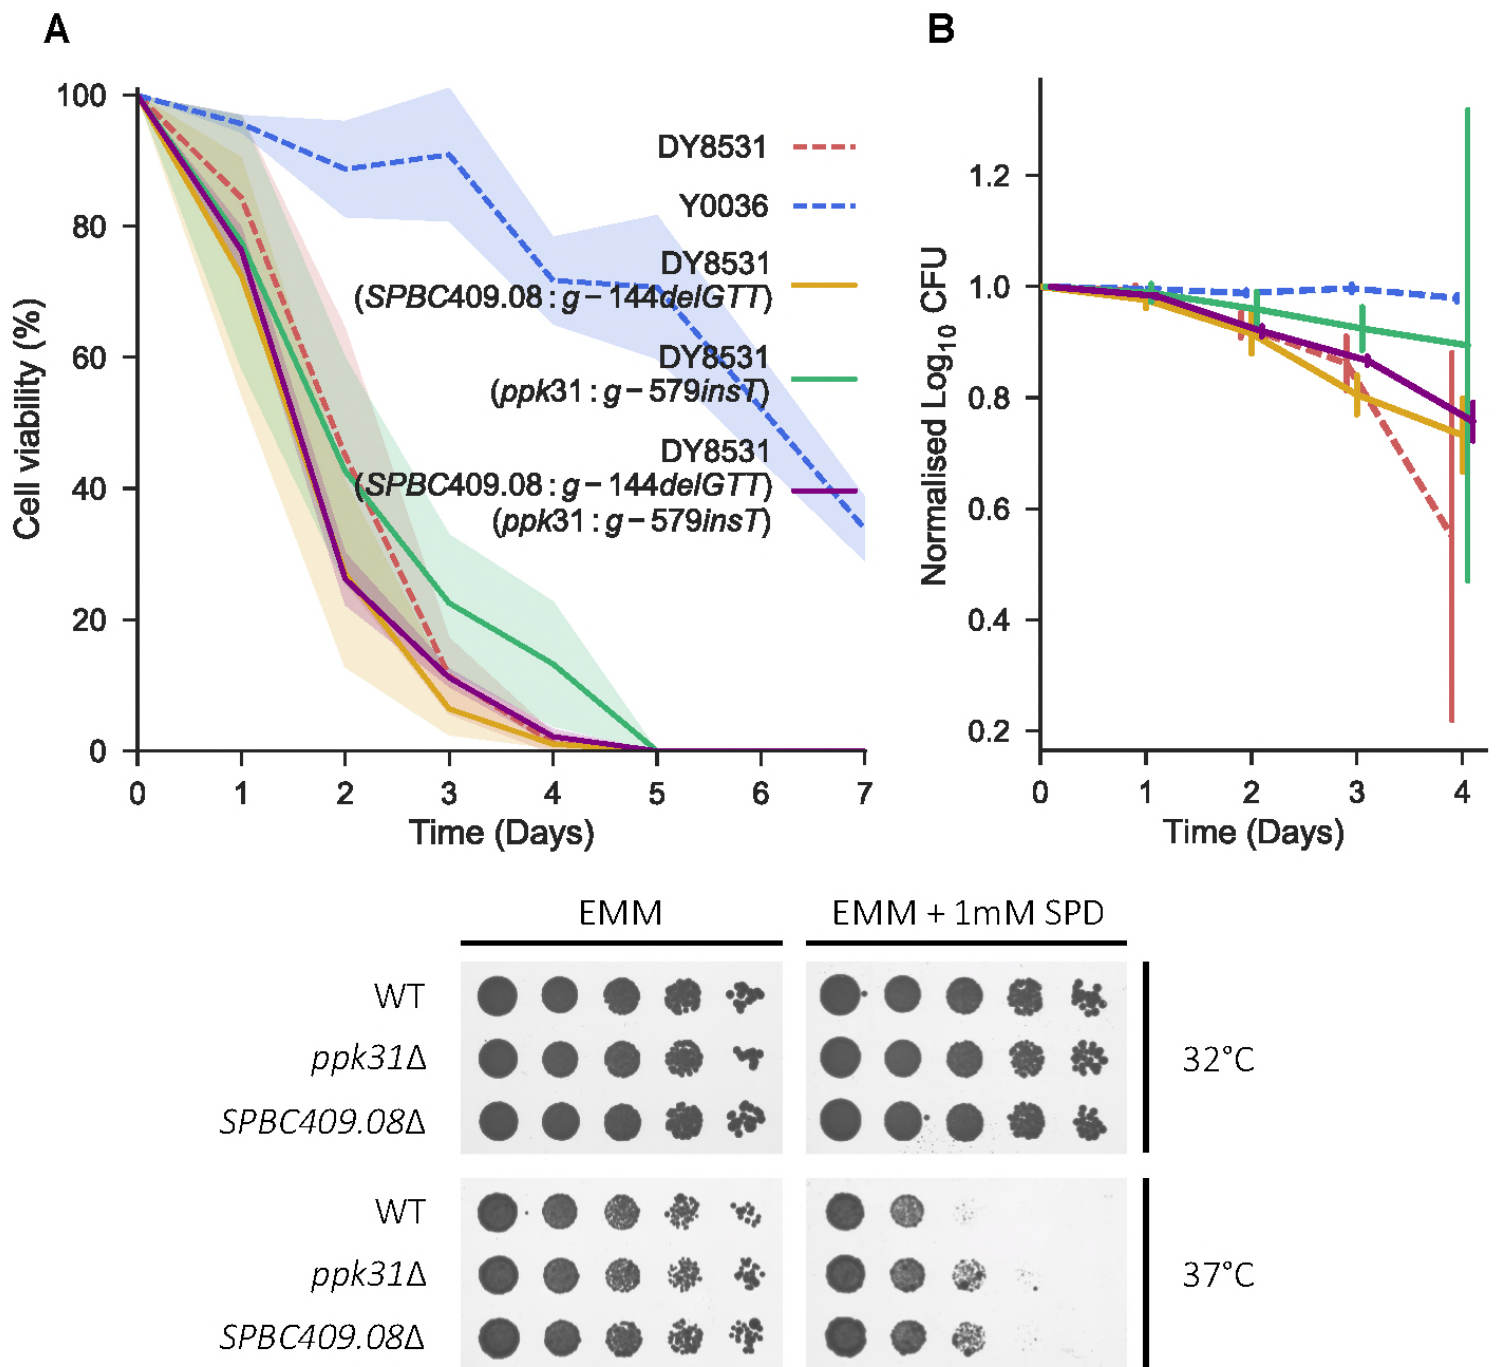 A
100
80
60
40
20
0
Cell viability (%)
0 1 2 3 4 5 6 7
Time (Days)
DY8531
Y0036
DY8531
(SPBC409.08:g−144delGTT)
DY8531
(ppk31:g−579insT)
DY8531
(SPBC409.08:g−144delGTT)
(ppk31:g−579insT)
B
1.2
1.0
0.8
0.6
0.4
0.2
Normalised Log10 CFU
0 1 2 3 4
Time (Days)
EMM
EMM + 1mM SPD
WT
ppk31Δ
SPBC409.08Δ
32°C
WT
ppk31Δ
SPBC409.08Δ
37°C